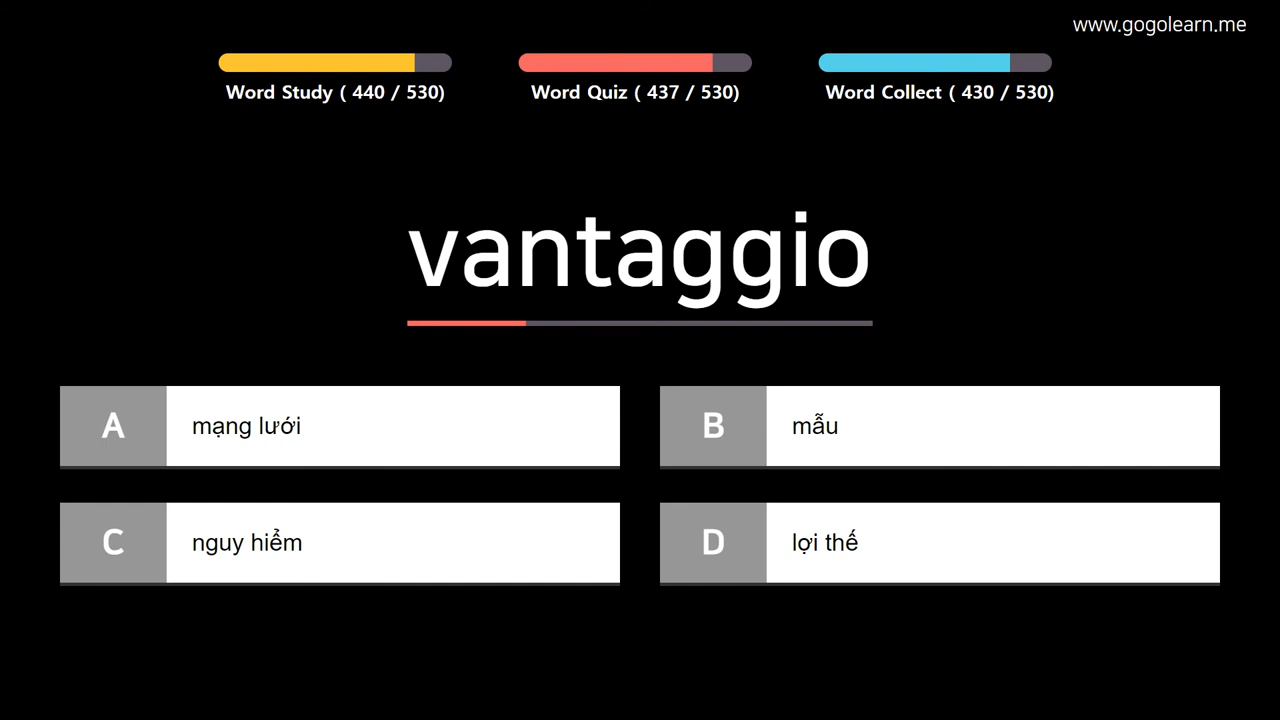 www.gogolearn.me
Word Study ( 440 / 530)
Word Quiz ( 437 / 530)
Word Collect ( 430 / 530)
vantaggio
A
mạng lưới
B
mẫu
C
nguy hiểm
D
lợi thế